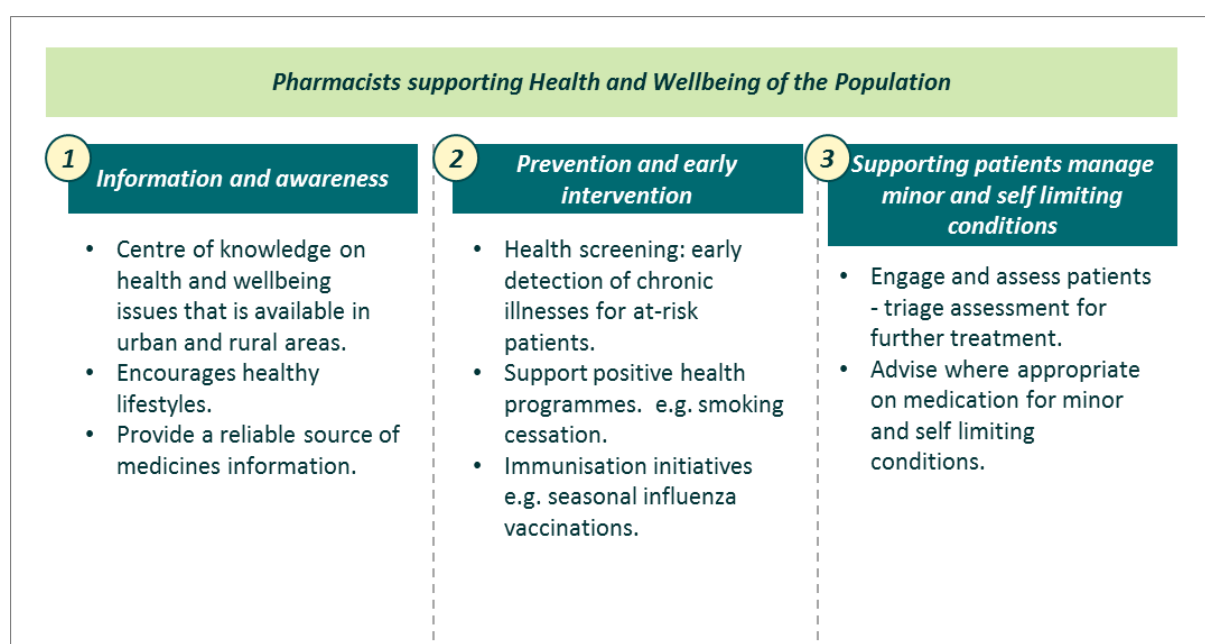 Pharmacists supporting Health and Wellbeing of the Population
1
Information and awareness
• Centre of knowledge on
health and wellbeing
issues that is available in
urban and rural areas.
• Encourages healthy
lifestyles.
• Provide a reliable source of
medicines information.
2
Prevention and early
intervention
• Health screening: early
detection of chronic
illnesses for at-risk
patients.
• Support positive health
programmes. e.g. smoking
cessation.
• Immunisation initiatives
e.g. seasonal influenza
vaccinations.
3
Supporting patients manage
minor and self limiting
conditions
• Engage and assess patients
- triage assessment for
further treatment.
• Advise where appropriate
on medication for minor
and self limiting
conditions.